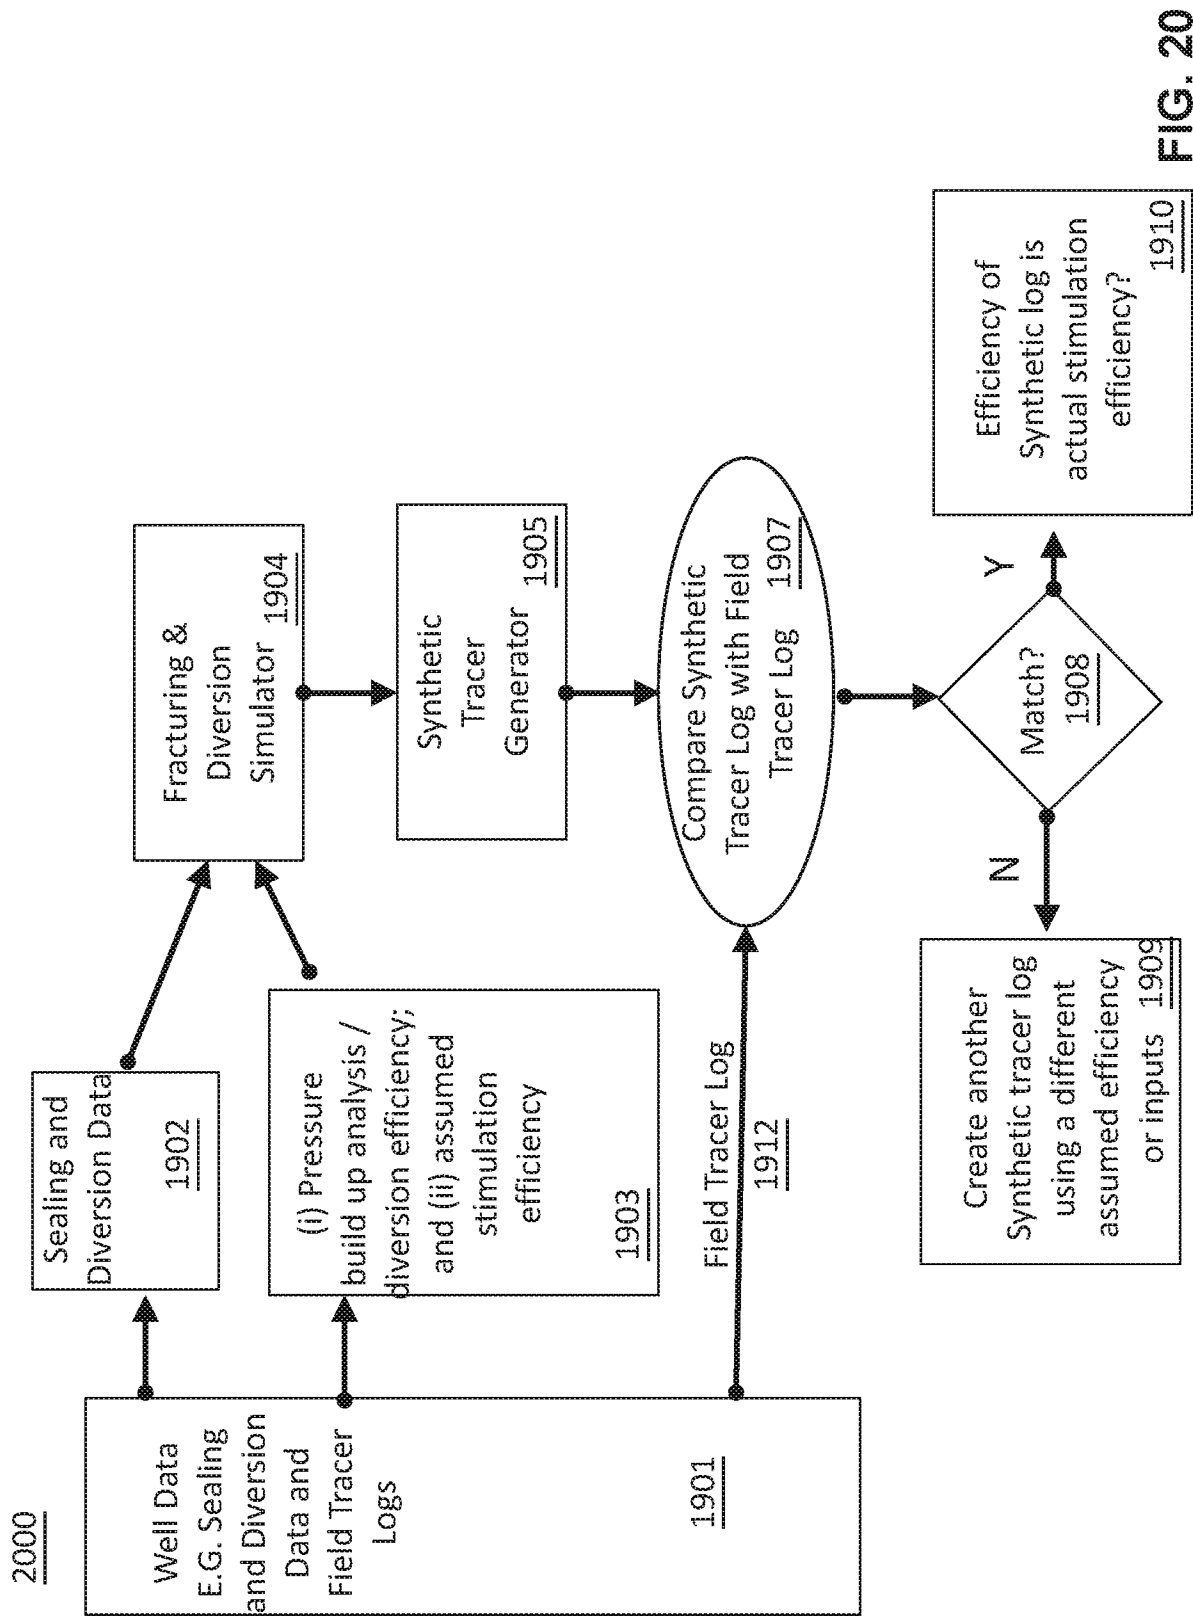 2000
Well Data
E.G. Sealing
and Diversion
Data and
Field Tracer
Logs
1901
Sealing and
Diversion Data
1902
(i) Pressure
build up analysis /
diversion efficiency;
and (ii) assumed
stimulation
efficiency
1903
Field Tracer Log
1912
Fracturing &
Diversion
Simulator
1904
Synthetic
Tracer
Generator
1905
Compare Synthetic
Tracer Log with Field
Tracer Log
1907
Match?
1908
N
Y
Create another
Synthetic tracer log
using a different
assumed efficiency
or inputs
1909
Efficiency of
Synthetic log is
actual stimulation
efficiency?
1910
FIG. 20